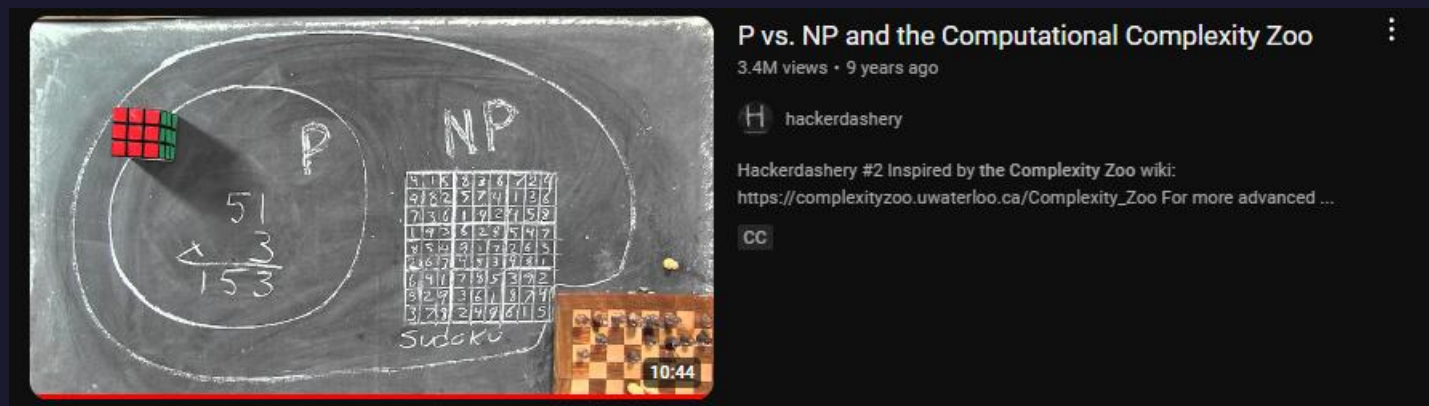 P
NP
51
× 3
153
Sudoku
10:44
P vs. NP and the Computational Complexity Zoo
3.4M views • 9 years ago
H
hackerdashery
Hackerdashery #2 Inspired by the Complexity Zoo wiki:
https://complexityzoo.uwaterloo.ca/Complexity_Zoo For more advanced ...
CC